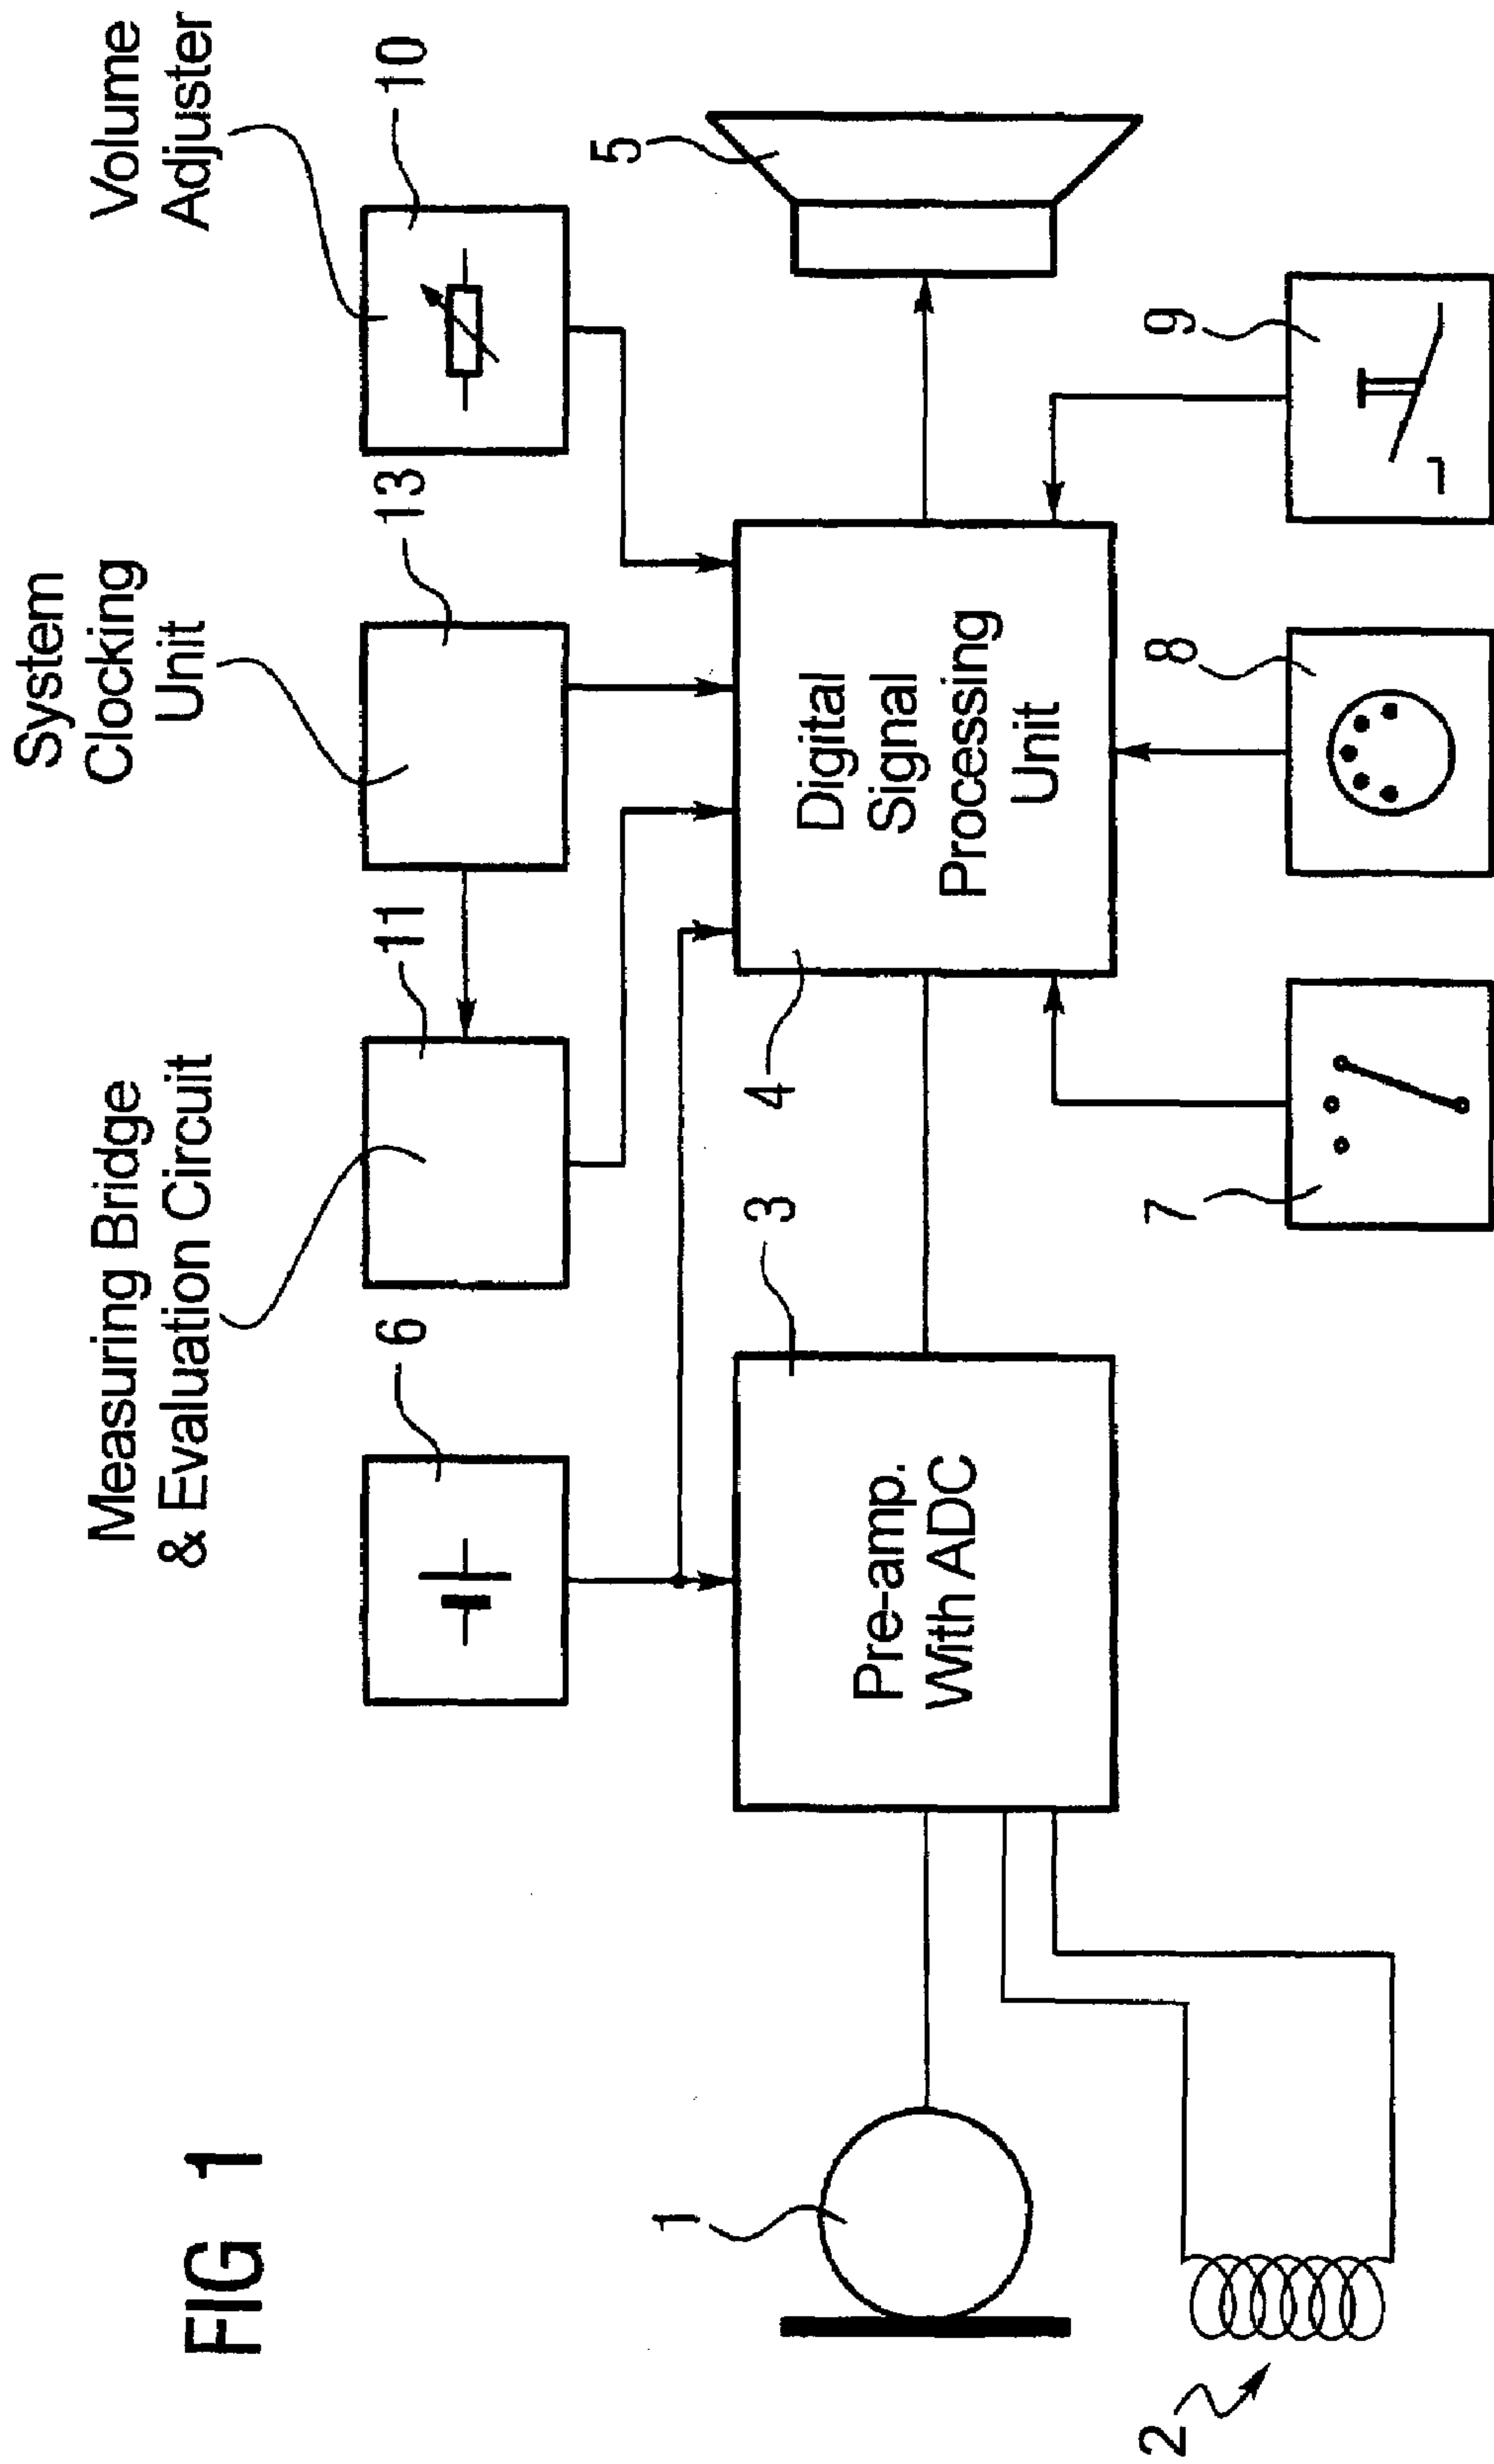 FIG 1
Measuring Bridge
& Evaluation Circuit
System
Clocking
Unit
Volume
Adjuster
6
11
13
10
1
2
3
Pre-amp.
With ADC
4
Digital
Signal
Processing
Unit
5
7
8
9